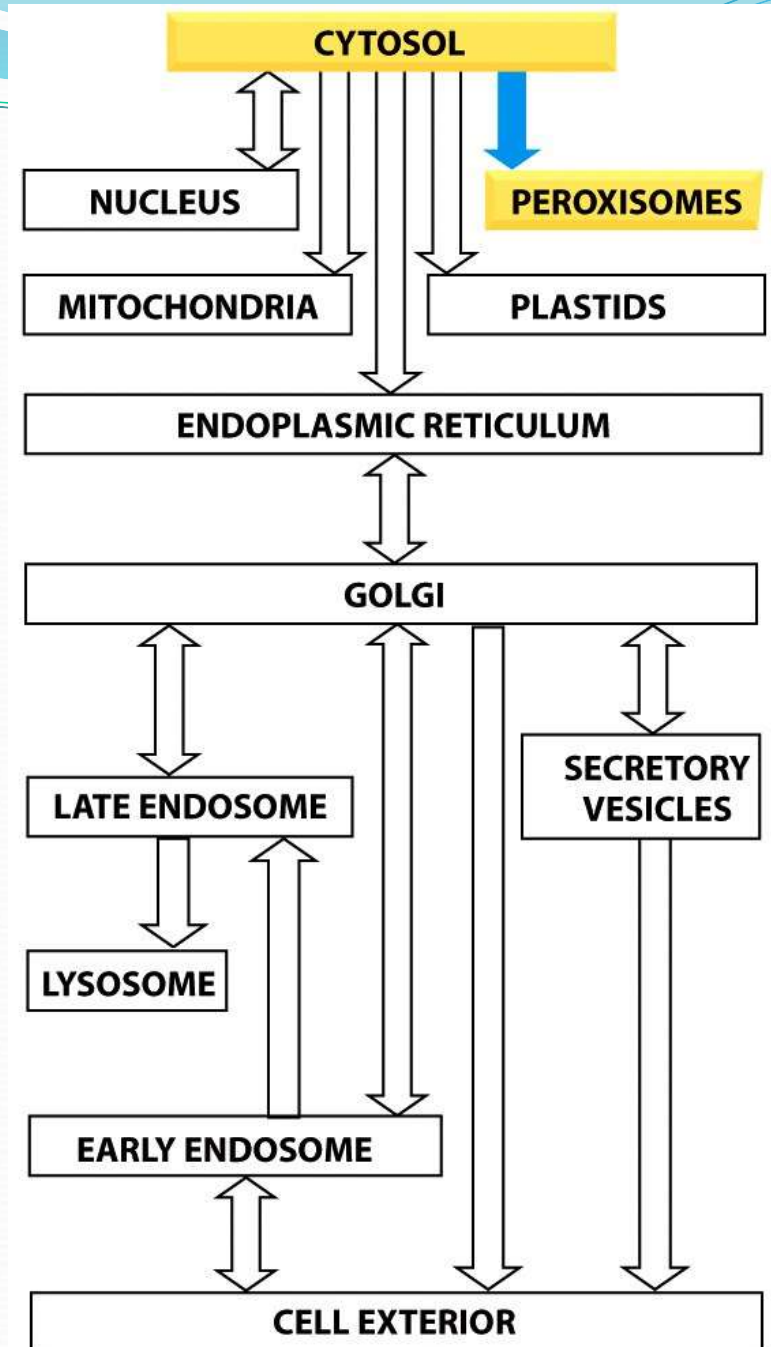 CYTOSOL
NUCLEUS
PEROXISOMES
MITOCHONDRIA
PLASTIDS
ENDOPLASMIC RETICULUM
GOLGI
SECRETORY
VESICLES
LATE ENDOSOME
LYSOSOME
EARLY ENDOSOME
CELL EXTERIOR